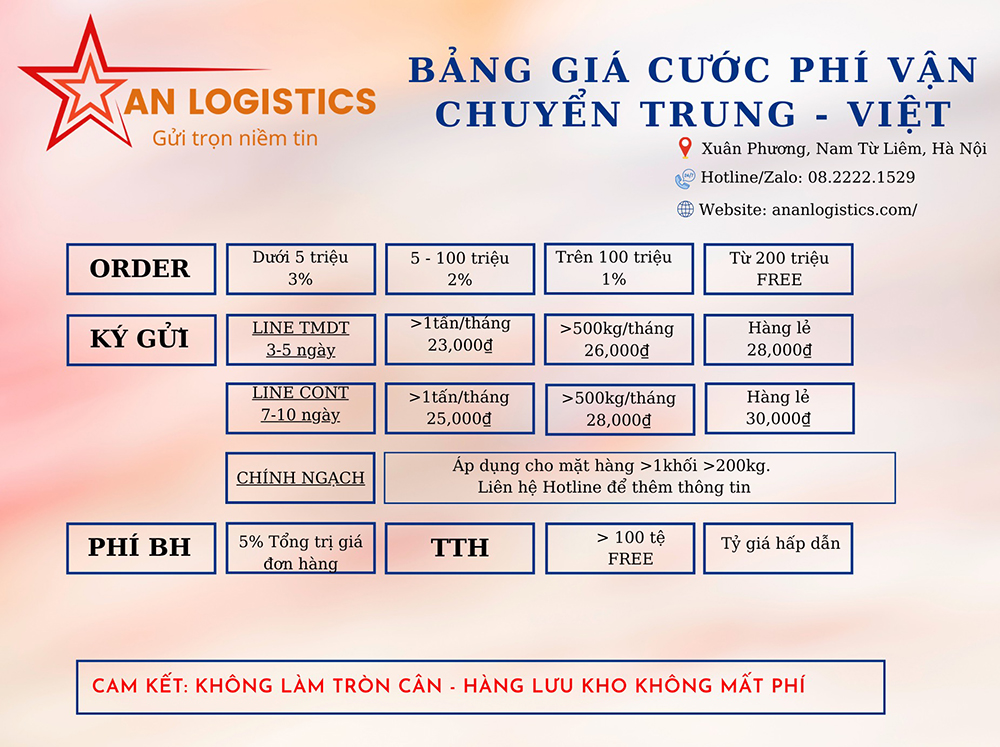 AN LOGISTICS
Gửi trọn niềm tin
BẢNG GIÁ CƯỚC PHÍ VẬN
CHUYỂN TRUNG - VIỆT
Xuân Phương, Nam Từ Liêm, Hà Nội
24/7
Hotline/Zalo: 08.2222.1529
Website: ananlogistics.com/
ORDER
Dưới 5 triệu
3%
5 - 100 triệu
2%
Trên 100 triệu
1%
Từ 200 triệu
FREE
KÝ GỬI
LINE TMDT
3-5 ngày
>1tấn/tháng
23,000₫
>500kg/tháng
26,000₫
Hàng lẻ
28,000₫
LINE CONT
7-10 ngày
>1tấn/tháng
25,000₫
>500kg/tháng
28,000₫
Hàng lẻ
30,000₫
CHÍNH NGẠCH
Áp dụng cho mặt hàng >1khối >200kg.
Liên hệ Hotline để thêm thông tin
PHÍ BH
5% Tổng trị giá
đơn hàng
TTH
> 100 tệ
FREE
Tỷ giá hấp dẫn
CAM KẾT: KHÔNG LÀM TRÒN CÂN - HÀNG LƯU KHO KHÔNG MẤT PHÍ